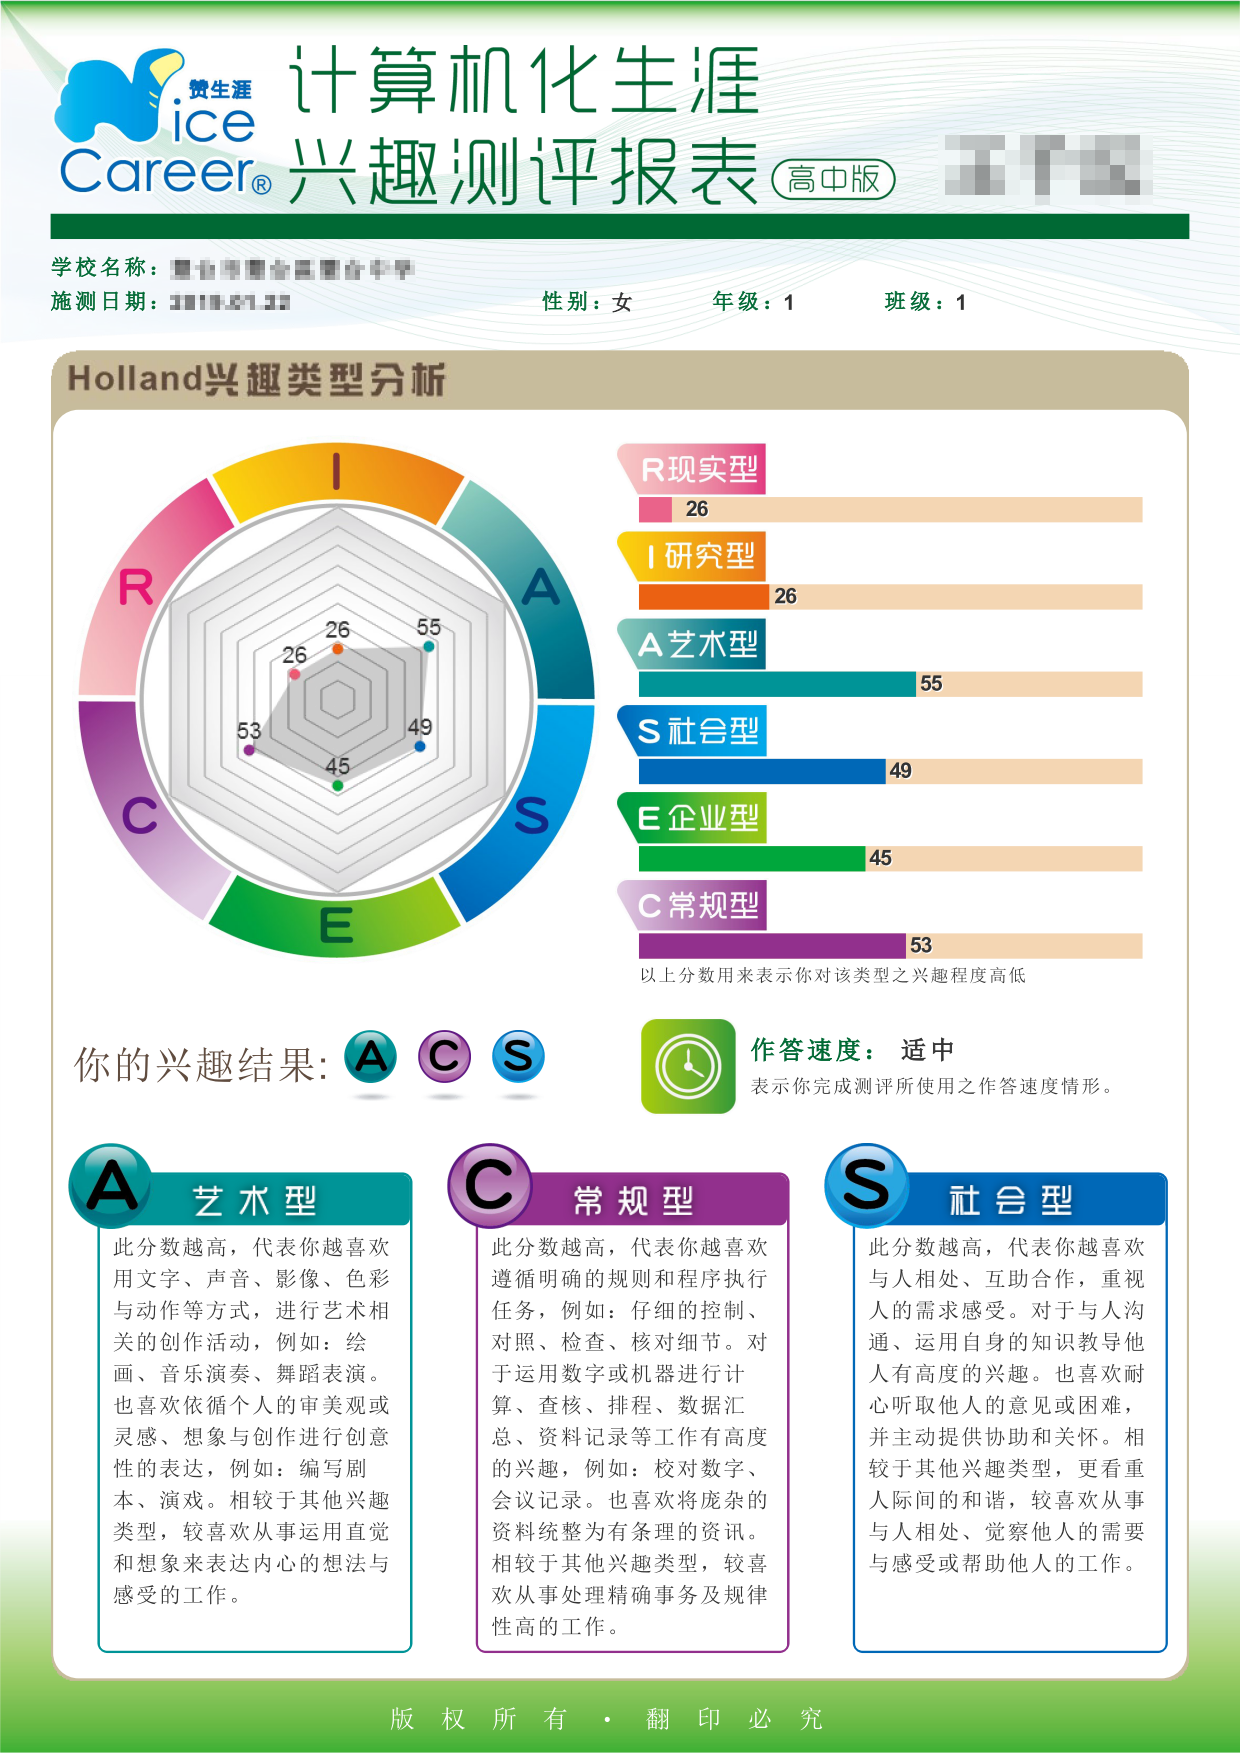 赞生涯
Nice
Career®
计算机化生涯
兴趣测评报表 高中版
学校名称：
施测日期： 性别：女 年级：1 班级：1
Holland兴趣类型分析
I
R
A
C
S
E
26
55
26
53
49
45
R现实型
26
I研究型
26
A艺术型
55
S社会型
49
E企业型
45
C常规型
53
以上分数用来表示你对该类型之兴趣程度高低
你的兴趣结果: A C S
作答速度： 适中
表示你完成测评所使用之作答速度情形。
A 艺术型
此分数越高，代表你越喜欢
用文字、声音、影像、色彩
与动作等方式，进行艺术相
关的创作活动，例如：绘
画、音乐演奏、舞蹈表演。
也喜欢依循个人的审美观或
灵感、想象与创作进行创意
性的表达，例如：编写剧
本、演戏。相较于其他兴趣
类型，较喜欢从事运用直觉
和想象来表达内心的想法与
感受的工作。
C 常规型
此分数越高，代表你越喜欢
遵循明确的规则和程序执行
任务，例如：仔细的控制、
对照、检查、核对细节。对
于运用数字或机器进行计
算、查核、排程、数据汇
总、资料记录等工作有高度
的兴趣，例如：校对数字、
会议记录。也喜欢将庞杂的
资料统整为有条理的资讯。
相较于其他兴趣类型，较喜
欢从事处理精确事务及规律
性高的工作。
S 社会型
此分数越高，代表你越喜欢
与人相处、互助合作，重视
人的需求感受。对于与人沟
通、运用自身的知识教导他
人有高度的兴趣。也喜欢耐
心听取他人的意见或困难，
并主动提供协助和关怀。相
较于其他兴趣类型，更看重
人际间的和谐，较喜欢从事
与人相处、觉察他人的需要
与感受或帮助他人的工作。
版权所有·翻印必究